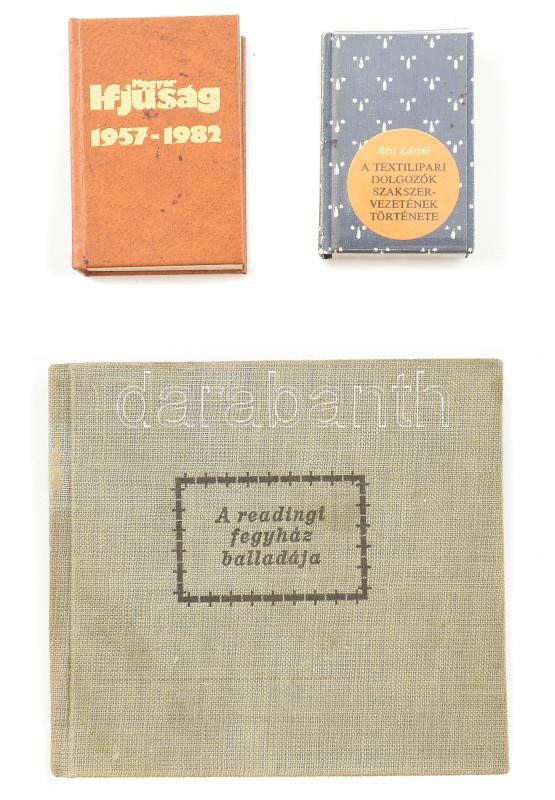 Magyar
Ifjúság
1957-1982
Réti László
A TEXTILIPARI
DOLGOZÓK
SZAKSZER-
VEZETÉNEK
TÖRTÉNETE
darabanth
A readingi
fegyház
balladája